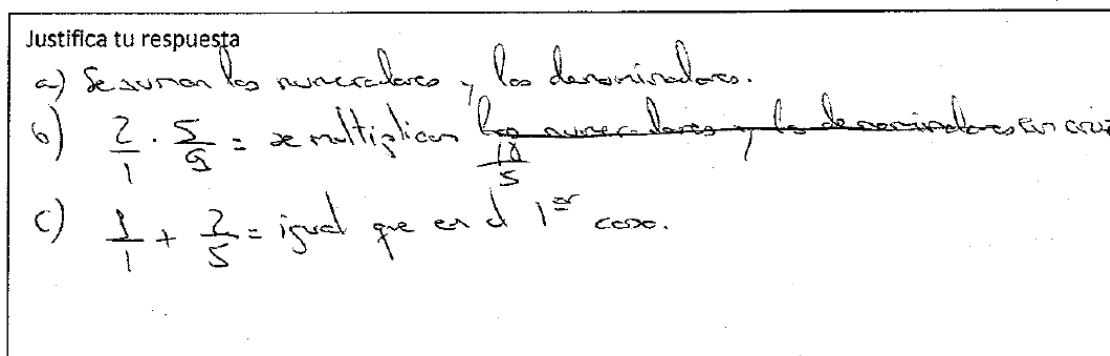 Justifica tu respuesta
a) Se suman los numeradores y los denominadores.
b) 2/1 · 5/9 = se multiplican ~~los numeradores y los denominadores~~ en cruz 10/5
c) 1/1 + 2/5 = igual que en el 1er caso.